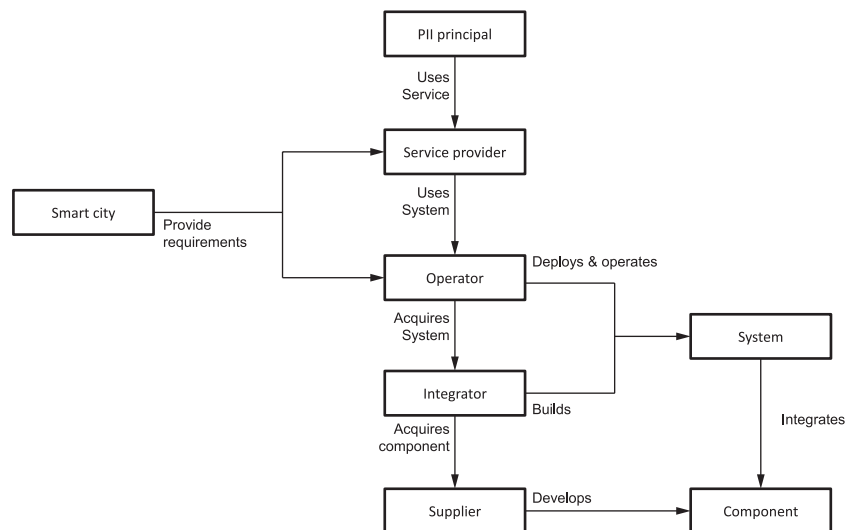 PII principal
Uses
Service
Service provider
Uses
System
Smart city
Provide
requirements
Operator
Deploys & operates
Acquires
System
System
Integrator
Builds
Acquires
component
Integrates
Supplier
Develops
Component